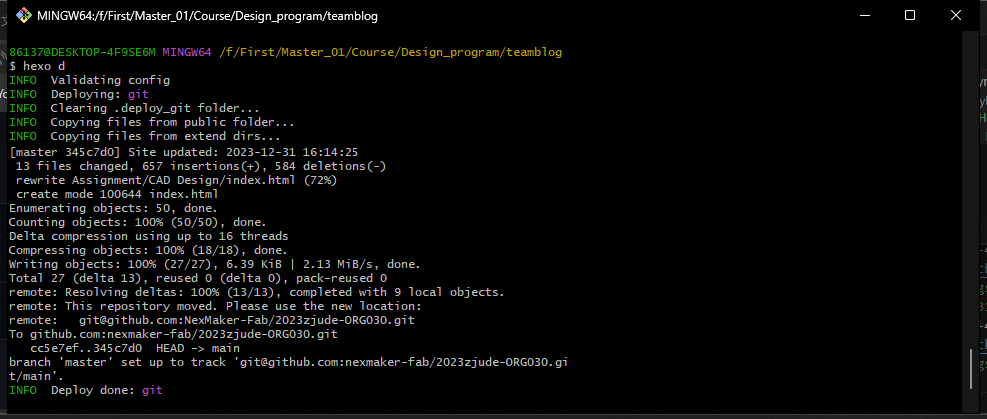 MINGW64:/f/First/Master_01/Course/Design_program/teamblog
86137@DESKTOP-4F9SE6M MINGW64 /f/First/Master_01/Course/Design_program/teamblog
$ hexo d
INFO  Validating config
INFO  Deploying: git
INFO  Clearing .deploy_git folder...
INFO  Copying files from public folder...
INFO  Copying files from extend dirs...
[master 345c7d0] Site updated: 2023-12-31 16:14:25
 13 files changed, 657 insertions(+), 584 deletions(-)
 rewrite Assignment/CAD Design/index.html (72%)
 create mode 100644 index.html
Enumerating objects: 50, done.
Counting objects: 100% (50/50), done.
Delta compression using up to 16 threads
Compressing objects: 100% (18/18), done.
Writing objects: 100% (27/27), 6.39 KiB | 2.13 MiB/s, done.
Total 27 (delta 13), reused 0 (delta 0), pack-reused 0
remote: Resolving deltas: 100% (13/13), completed with 9 local objects.
remote: This repository moved. Please use the new location:
remote:   git@github.com:NexMaker-Fab/2023zjude-ORG030.git
To github.com:nexmaker-fab/2023zjude-ORG030.git
   cc5e7ef..345c7d0  HEAD -> main
branch 'master' set up to track 'git@github.com:nexmaker-fab/2023zjude-ORG030.gi
t/main'.
INFO  Deploy done: git